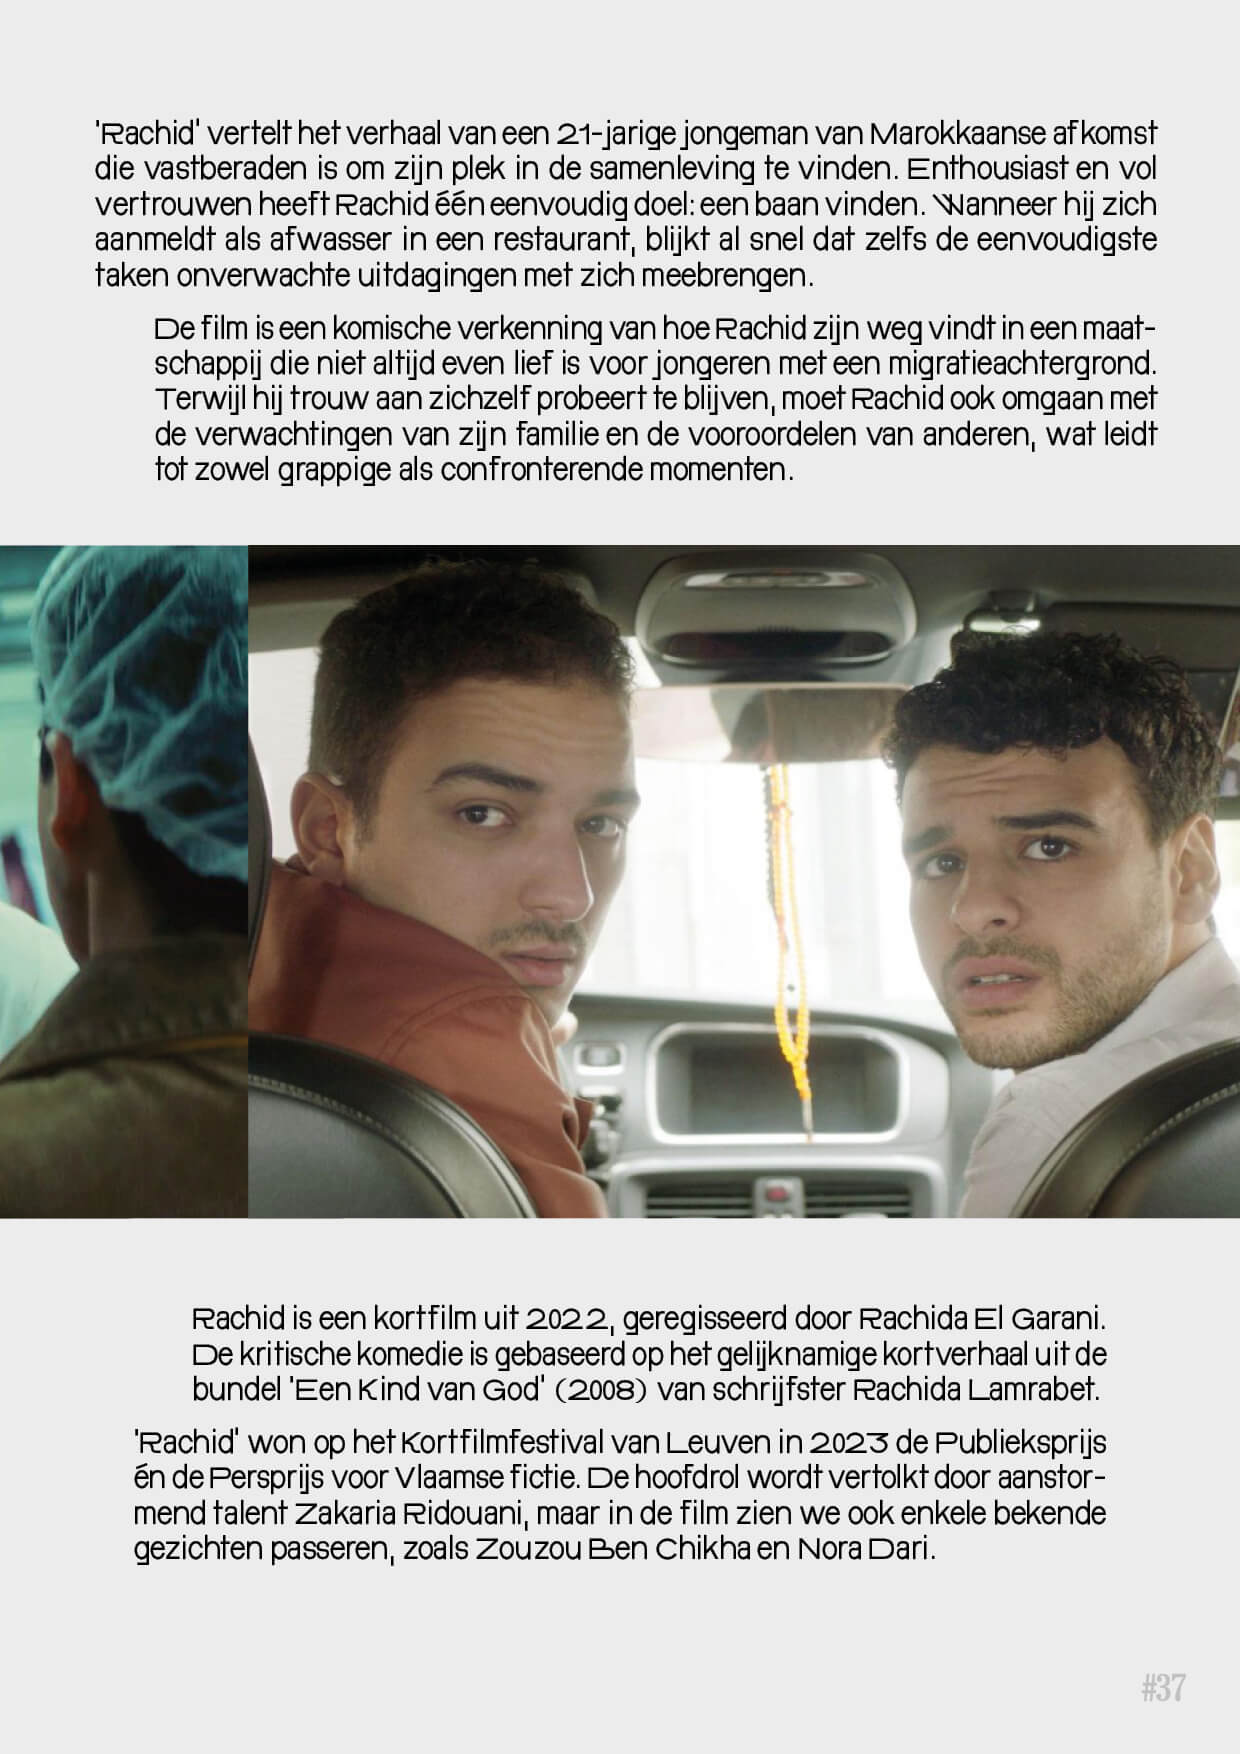 'Rachid' vertelt het verhaal van een 21-jarige jongeman van Marokkaanse afkomst
die vastberaden is om zijn plek in de samenleving te vinden. Enthousiast en vol
vertrouwen heeft Rachid één eenvoudig doel: een baan vinden. Wanneer hij zich
aanmeldt als afwasser in een restaurant, blijkt al snel dat zelfs de eenvoudigste
taken onverwachte uitdagingen met zich meebrengen.
De film is een komische verkenning van hoe Rachid zijn weg vindt in een maat-
schappij die niet altijd even lief is voor jongeren met een migratieachtergrond.
Terwijl hij trouw aan zichzelf probeert te blijven, moet Rachid ook omgaan met
de verwachtingen van zijn familie en de vooroordelen van anderen, wat leidt
tot zowel grappige als confronterende momenten.
Rachid is een kortfilm uit 2022, geregisseerd door Rachida El Garani.
De kritische komedie is gebaseerd op het gelijknamige kortverhaal uit de
bundel 'Een Kind van God' (2008) van schrijfster Rachida Lamrabet.
'Rachid' won op het Kortfilmfestival van Leuven in 2023 de Publieksprijs
én de Persprijs voor Vlaamse fictie. De hoofdrol wordt vertolkt door aanstor-
mend talent Zakaria Ridouani, maar in de film zien we ook enkele bekende
gezichten passeren, zoals Zouzou Ben Chikha en Nora Dari.
#37